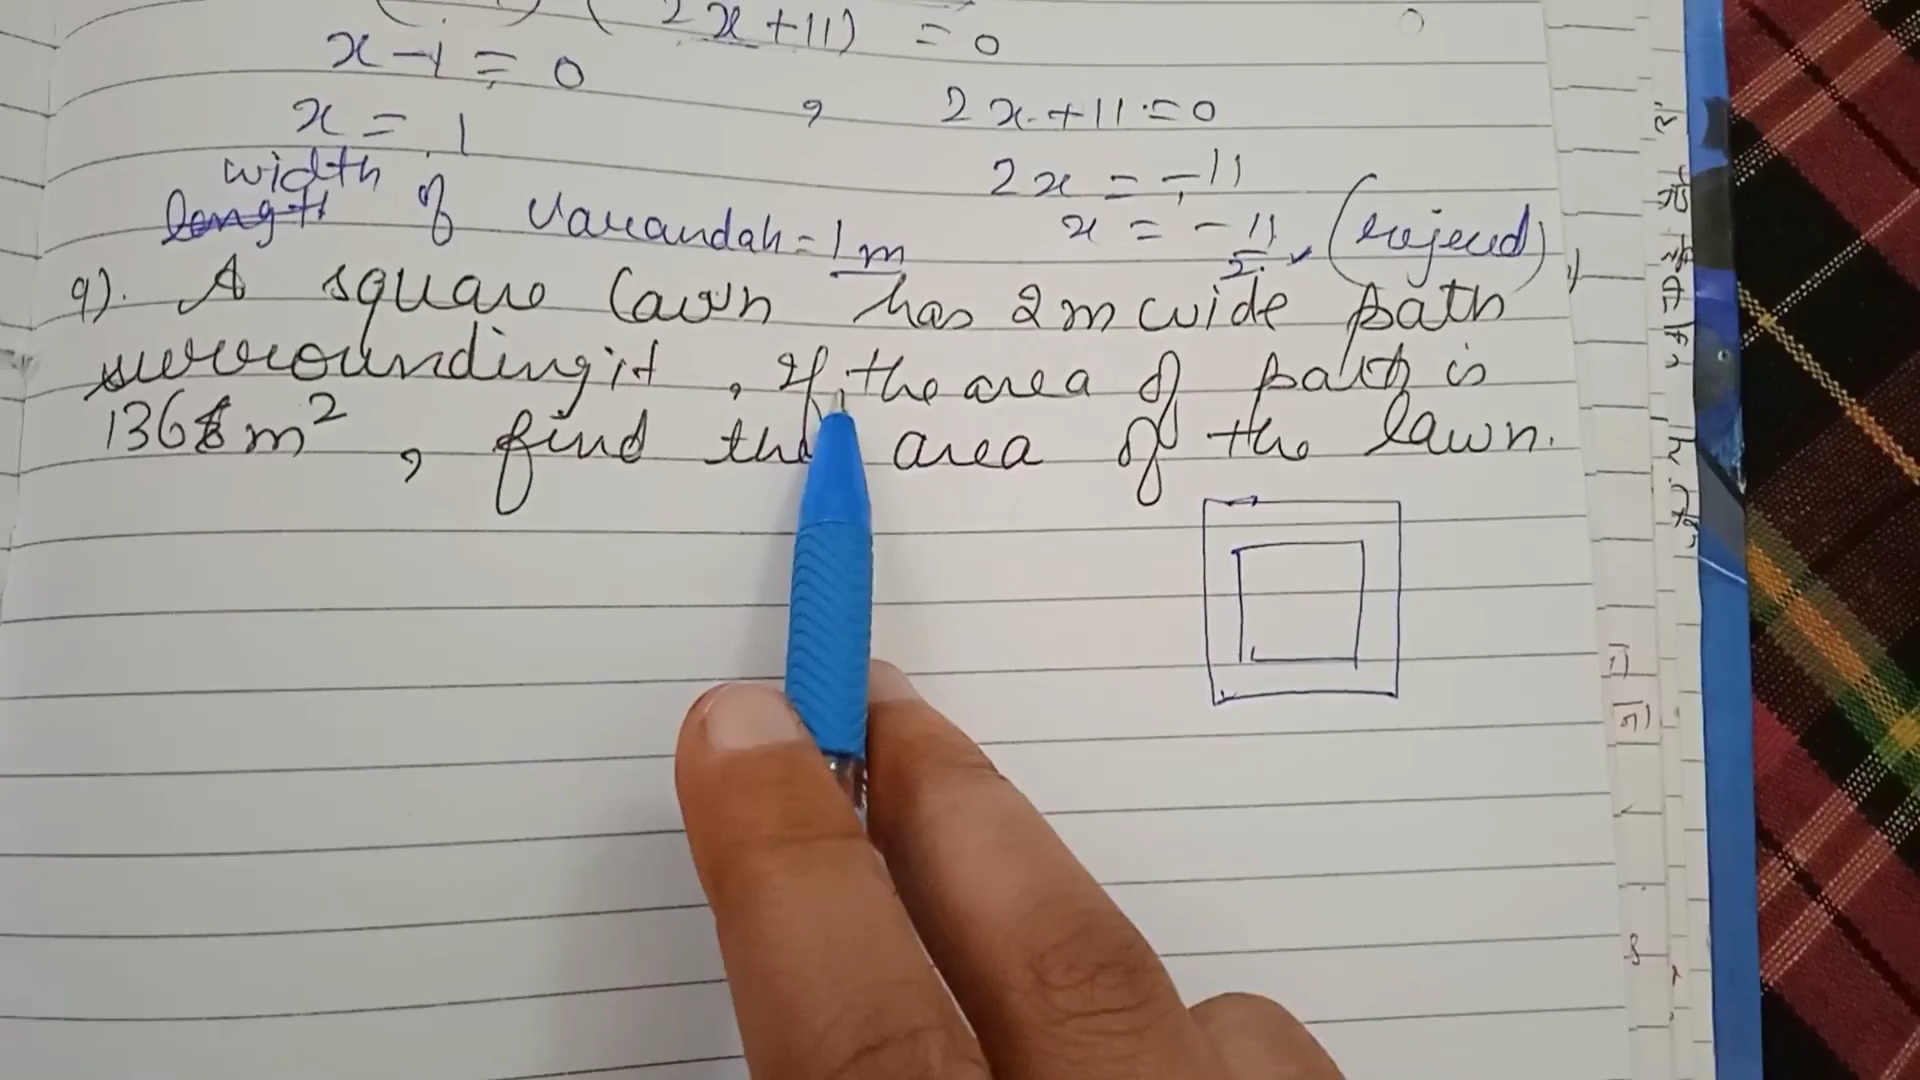 2x+11) = 0
x-1 = 0
x = 1 , 2x+11=0
width 2x = -11
of varandah = 1m x = -11/2 (rejected)
9). A square lawn has 2m wide path
surrounding it, If the area of path is
136 m², find the area of the lawn.